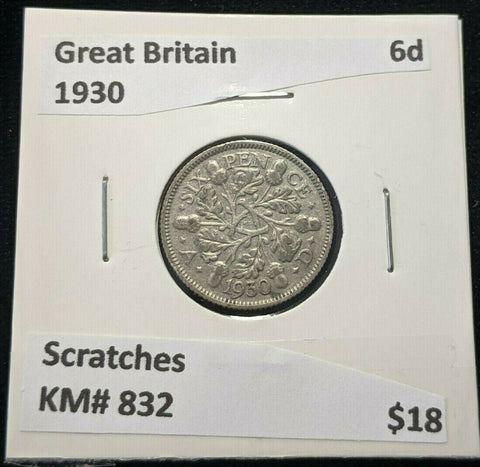 Great Britain 6d
1930
SIX PENCE
A D
1930
Scratches
KM# 832
$18